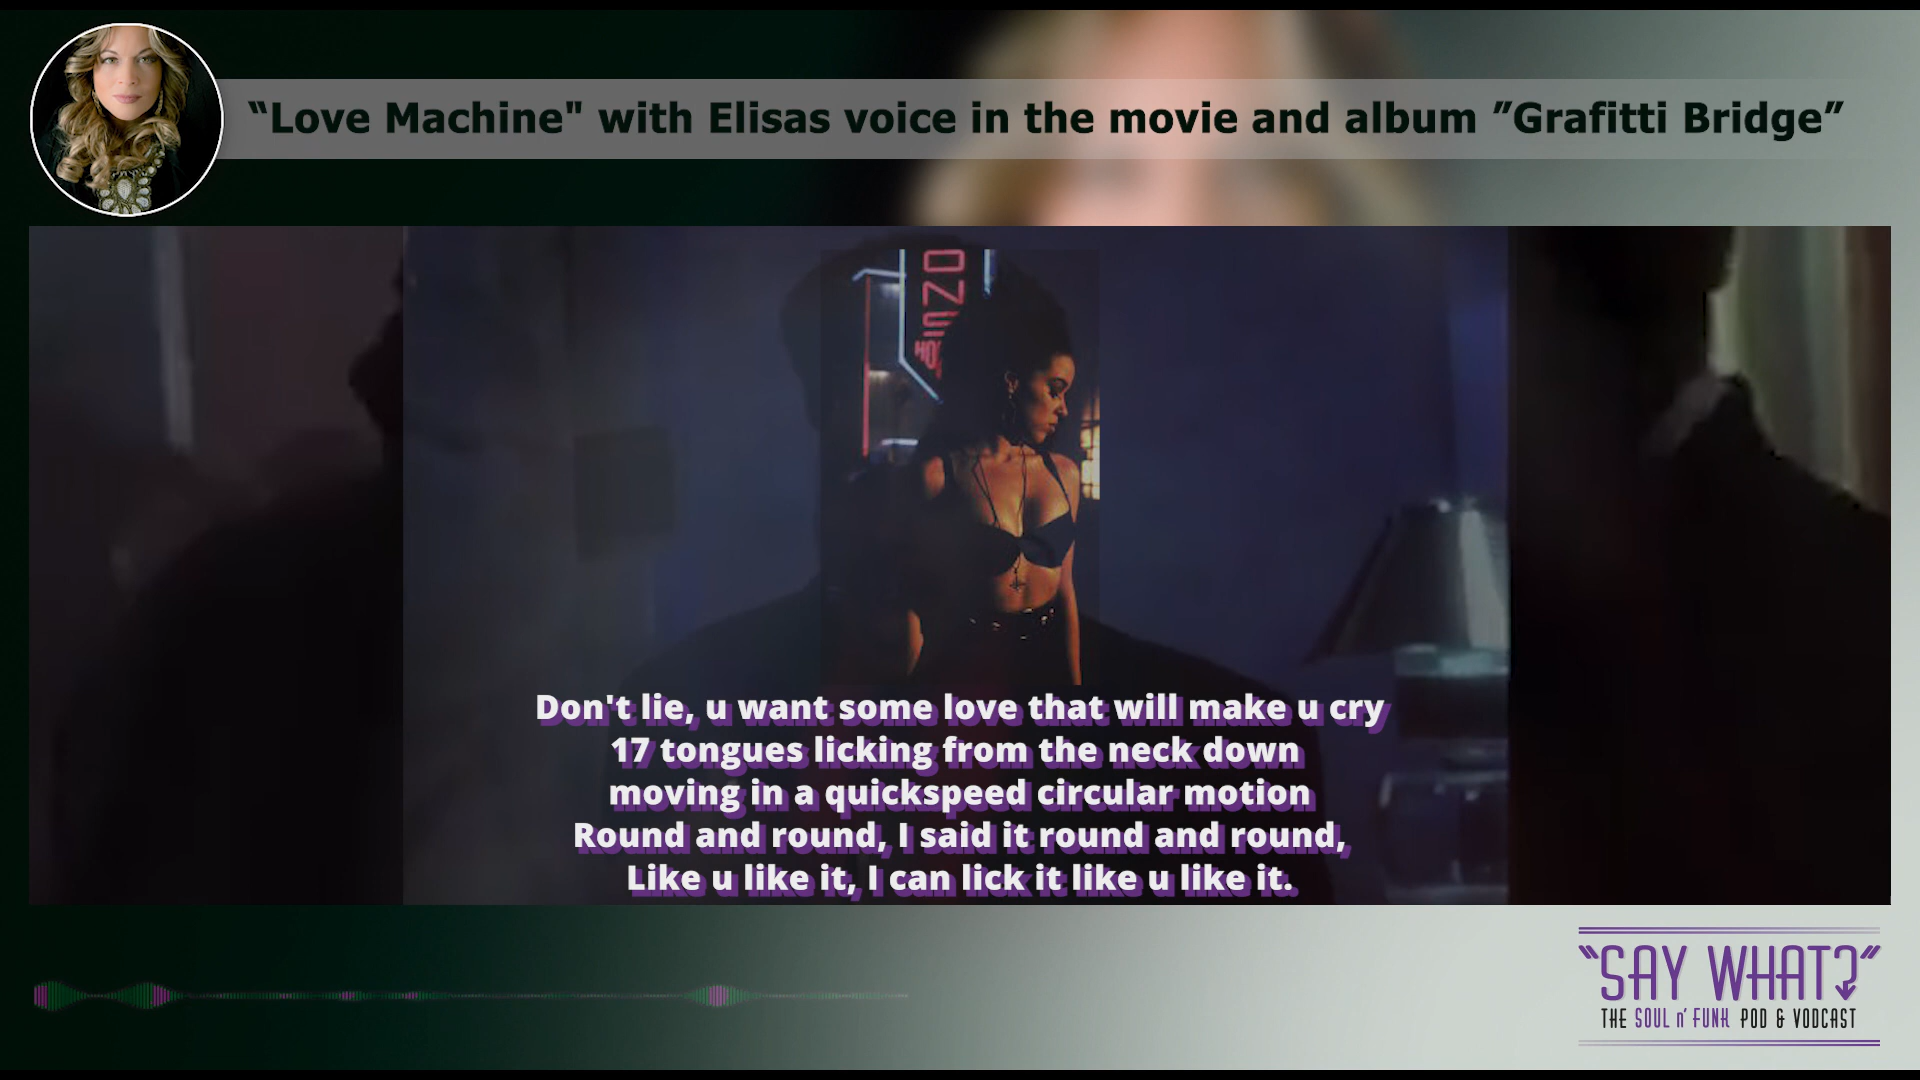 “Love Machine" with Elisas voice in the movie and album ”Grafitti Bridge”
Don't lie, u want some love that will make u cry
17 tongues licking from the neck down
moving in a quickspeed circular motion
Round and round, I said it round and round,
Like u like it, I can lick it like u like it.
“SAY WHAT?”
THE SOUL n' FUNK POD & VODCAST